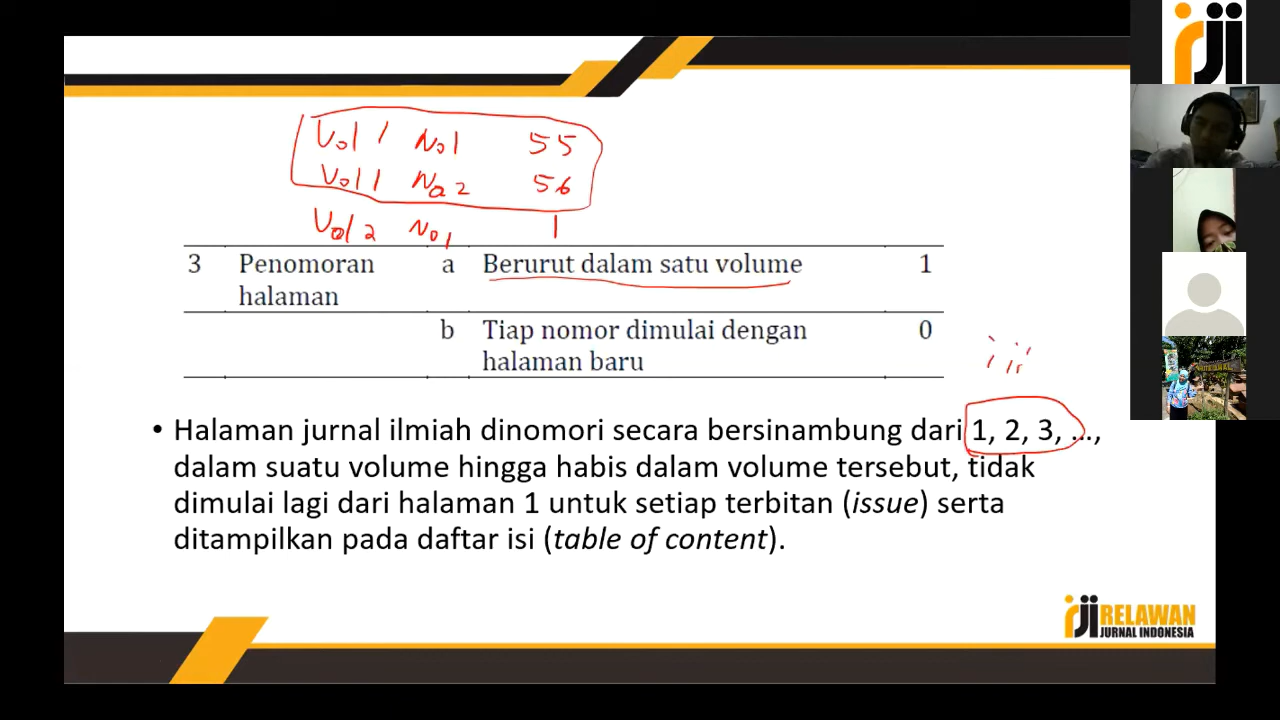 rji
Vol 1 No 1 55
Vol 1 No 2 56
Vol 2 No 1 1
3 Penomoran halaman a Berurut dalam satu volume 1
b Tiap nomor dimulai dengan halaman baru 0
i ii
• Halaman jurnal ilmiah dinomori secara bersinambung dari 1, 2, 3, ...,
dalam suatu volume hingga habis dalam volume tersebut, tidak
dimulai lagi dari halaman 1 untuk setiap terbitan (issue) serta
ditampilkan pada daftar isi (table of content).
rji RELAWAN
JURNAL INDONESIA